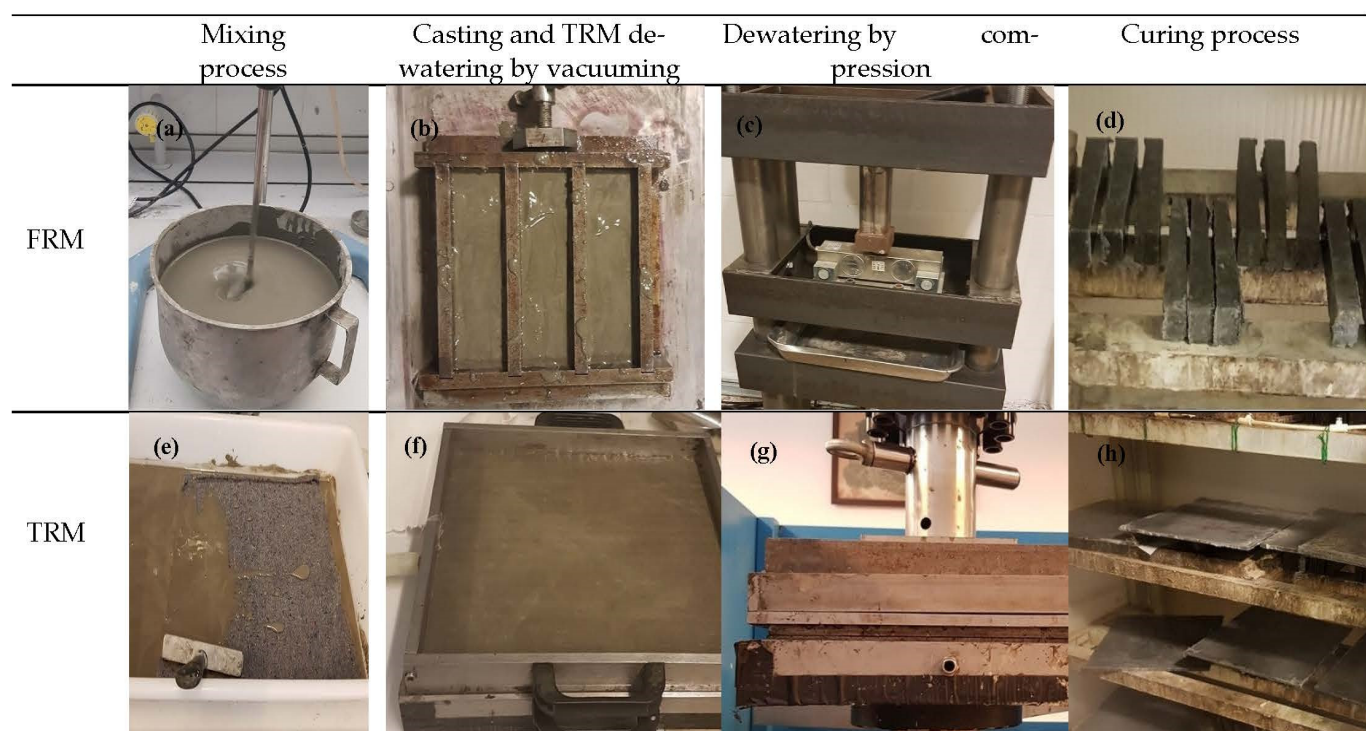 Mixing
process
Casting and TRM de-
watering by vacuuming
Dewatering by com-
pression
Curing process
FRM
(a)
(b)
(c)
(d)
TRM
(e)
(f)
(g)
(h)